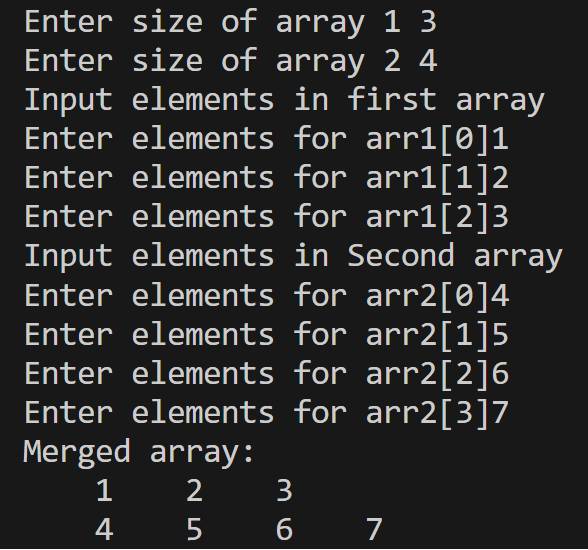 Enter size of array 1 3
Enter size of array 2 4
Input elements in first array
Enter elements for arr1[0]1
Enter elements for arr1[1]2
Enter elements for arr1[2]3
Input elements in Second array
Enter elements for arr2[0]4
Enter elements for arr2[1]5
Enter elements for arr2[2]6
Enter elements for arr2[3]7
Merged array:
    1    2    3
    4    5    6    7